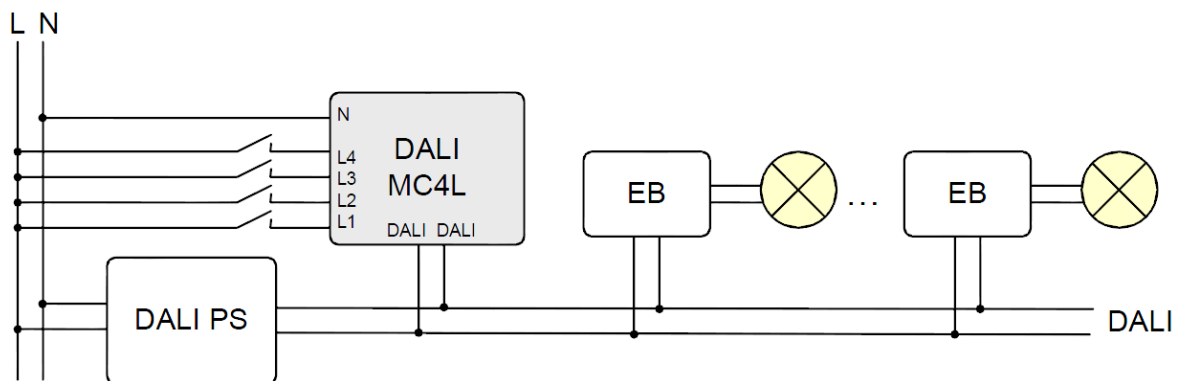 L N
N
L4
L3
L2
L1
DALI
MC4L
DALI DALI
EB
...
EB
DALI PS
DALI